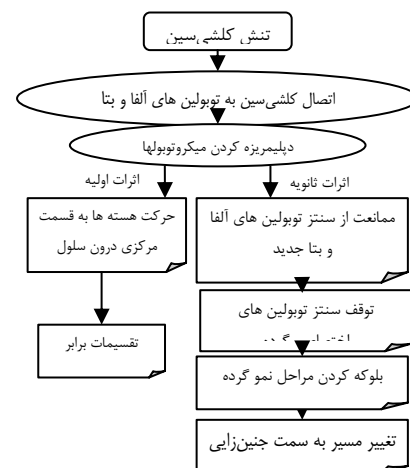 تنش کلشی‌سین
اتصال کلشی‌سین به توبولین های آلفا و بتا
دپلیمریزه کردن میکروتوبولها
اثرات اولیه
اثرات ثانویه
حرکت هسته ها به قسمت
مرکزی درون سلول
تقسیمات برابر
ممانعت از سنتز توبولین های آلفا
و بتا جدید
توقف سنتز توبولین های
بلوکه کردن مراحل نمو گرده
تغییر مسیر به سمت جنین‌زایی